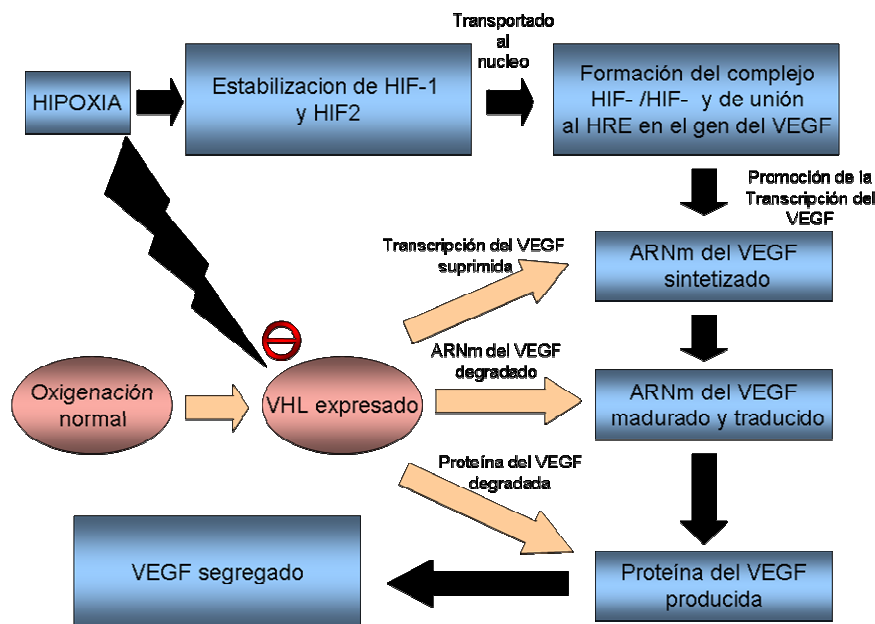 Transportado
al
nucleo
HIPOXIA
Estabilizacion de HIF-1
y HIF2
Formación del complejo
HIF- /HIF- y de unión
al HRE en el gen del VEGF
Promoción de la
Transcripción del
VEGF
Transcripción del VEGF
suprimida
ARNm del VEGF
sintetizado
ARNm del VEGF
degradado
Oxigenación
normal
VHL expresado
ARNm del VEGF
madurado y traducido
Proteína del VEGF
degradada
VEGF segregado
Proteína del VEGF
producida